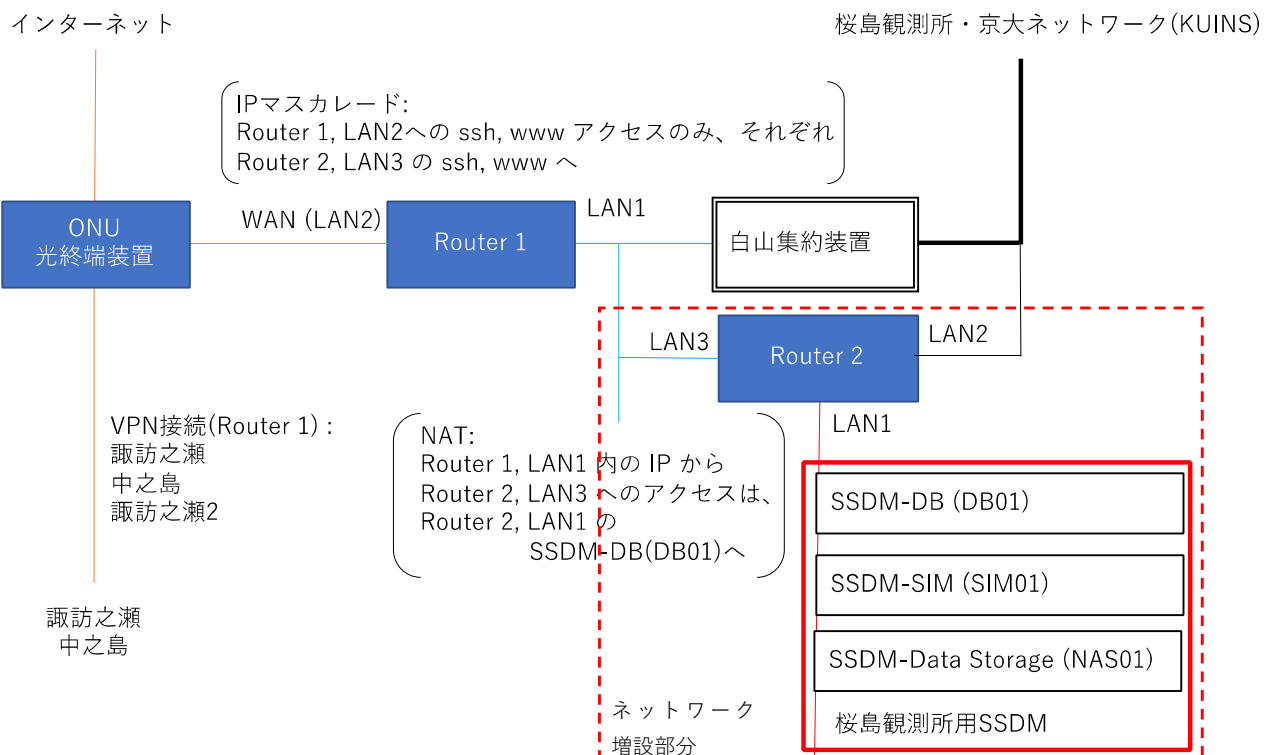 インターネット
桜島観測所・京大ネットワーク(KUINS)
IPマスカレード:
Router 1, LAN2への ssh, www アクセスのみ、それぞれ
Router 2, LAN3 の ssh, www へ
ONU
光終端装置
WAN (LAN2)
Router 1
LAN1
白山集約装置
LAN3
Router 2
LAN2
LAN1
VPN接続(Router 1) :
諏訪之瀬
中之島
諏訪之瀬2
NAT:
Router 1, LAN1 内の IP から
Router 2, LAN3 へのアクセスは、
Router 2, LAN1 の
SSDM-DB(DB01)へ
SSDM-DB (DB01)
SSDM-SIM (SIM01)
SSDM-Data Storage (NAS01)
桜島観測所用SSDM
諏訪之瀬
中之島
ネットワーク
増設部分